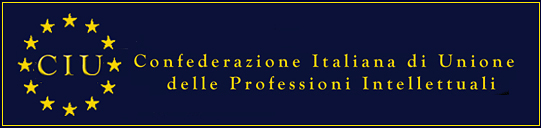 CIU
Confederazione Italiana di Unione
delle Professioni Intellettuali